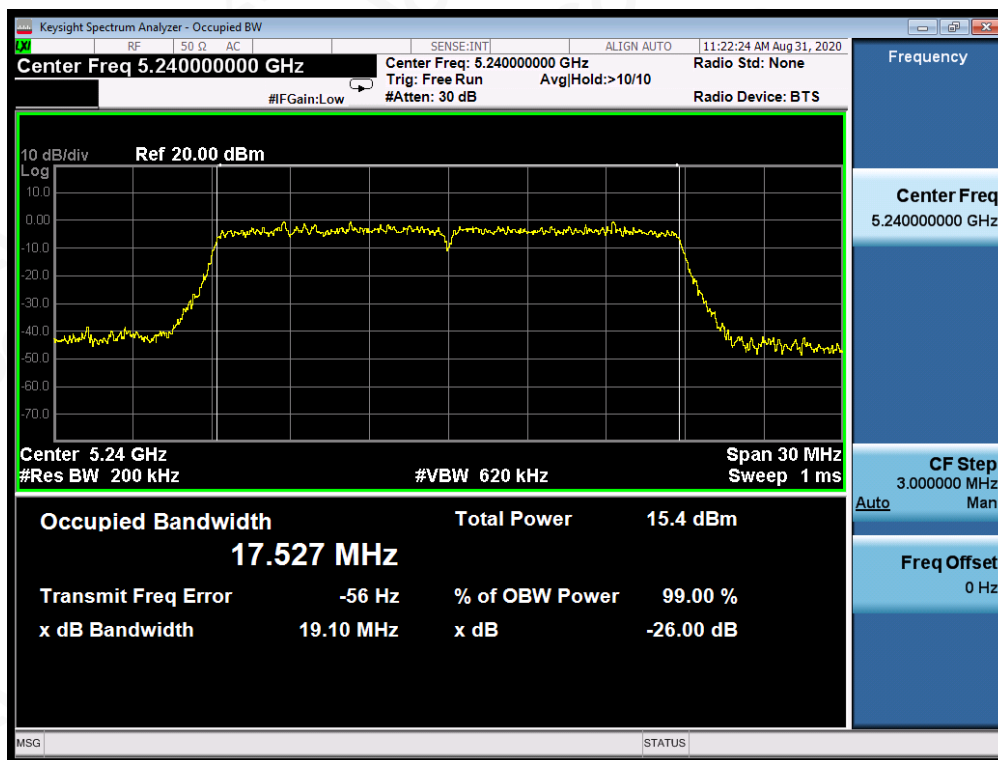 Keysight Spectrum Analyzer - Occupied BW
LXI RF 50 Ω AC SENSE:INT ALIGN AUTO 11:22:24 AM Aug 31, 2020
Center Freq 5.240000000 GHz
Center Freq: 5.240000000 GHz Radio Std: None
Trig: Free Run Avg|Hold:>10/10
#IFGain:Low #Atten: 30 dB Radio Device: BTS
10 dB/div Ref 20.00 dBm
Log
10.0
0.00
-10.0
-20.0
-30.0
-40.0
-50.0
-60.0
-70.0
Center 5.24 GHz Span 30 MHz
#Res BW 200 kHz #VBW 620 kHz Sweep 1 ms
Occupied Bandwidth Total Power 15.4 dBm
17.527 MHz
Transmit Freq Error -56 Hz % of OBW Power 99.00 %
x dB Bandwidth 19.10 MHz x dB -26.00 dB
Frequency
Center Freq
5.240000000 GHz
CF Step
3.000000 MHz
Auto Man
Freq Offset
0 Hz
MSG STATUS